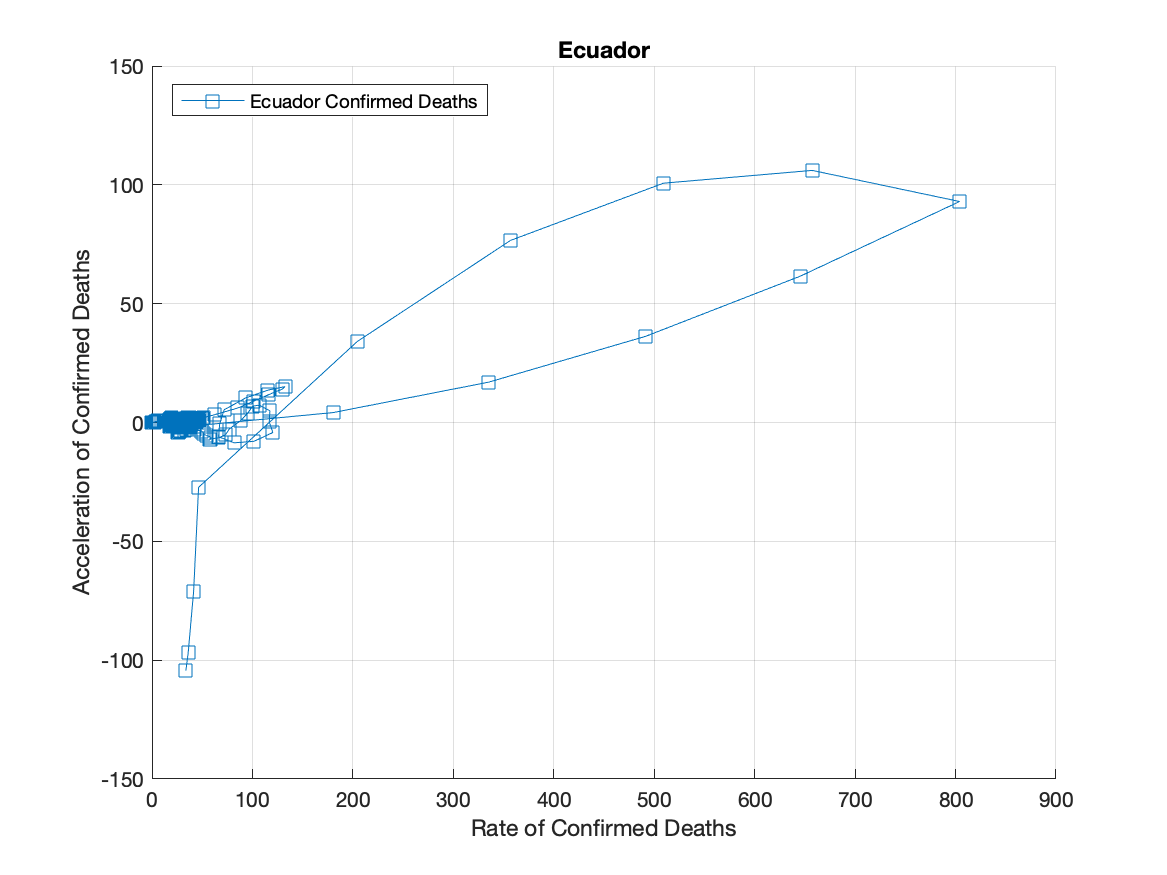 Ecuador
150
Ecuador Confirmed Deaths
100
50
0
-50
-100
-150
Acceleration of Confirmed Deaths
0 100 200 300 400 500 600 700 800 900
Rate of Confirmed Deaths